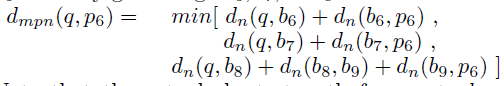 d_mpn(q, p_6) = min[ d_n(q, b_6) + d_n(b_6, p_6) ,
d_n(q, b_7) + d_n(b_7, p_6) ,
d_n(q, b_8) + d_n(b_8, b_9) + d_n(b_9, p_6) ]